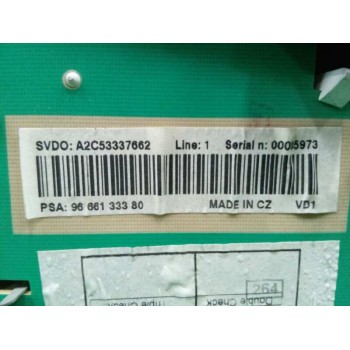 SVDO: A2C53337662 Line: 1 Serial n: 00005973
PSA: 96 661 333 80 MADE IN CZ VD1
264
Triple Check Double Check